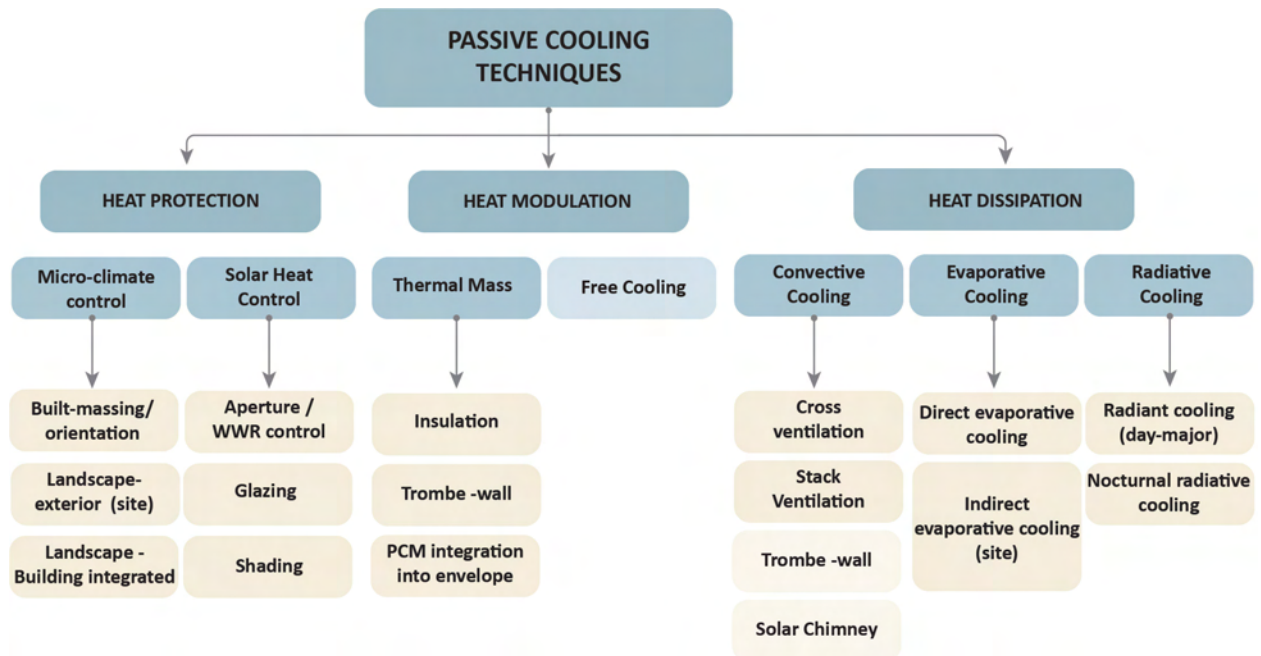 PASSIVE COOLING
TECHNIQUES
HEAT PROTECTION
HEAT MODULATION
HEAT DISSIPATION
Micro-climate
control
Solar Heat
Control
Thermal Mass
Free Cooling
Convective
Cooling
Evaporative
Cooling
Radiative
Cooling
Built-massing/
orientation
Landscape-
exterior (site)
Landscape -
Building integrated
Aperture /
WWR control
Glazing
Shading
Insulation
Trombe -wall
PCM integration
into envelope
Cross
ventilation
Stack
Ventilation
Trombe -wall
Solar Chimney
Direct evaporative
cooling
Indirect
evaporative cooling
(site)
Radiant cooling
(day-major)
Nocturnal radiative
cooling